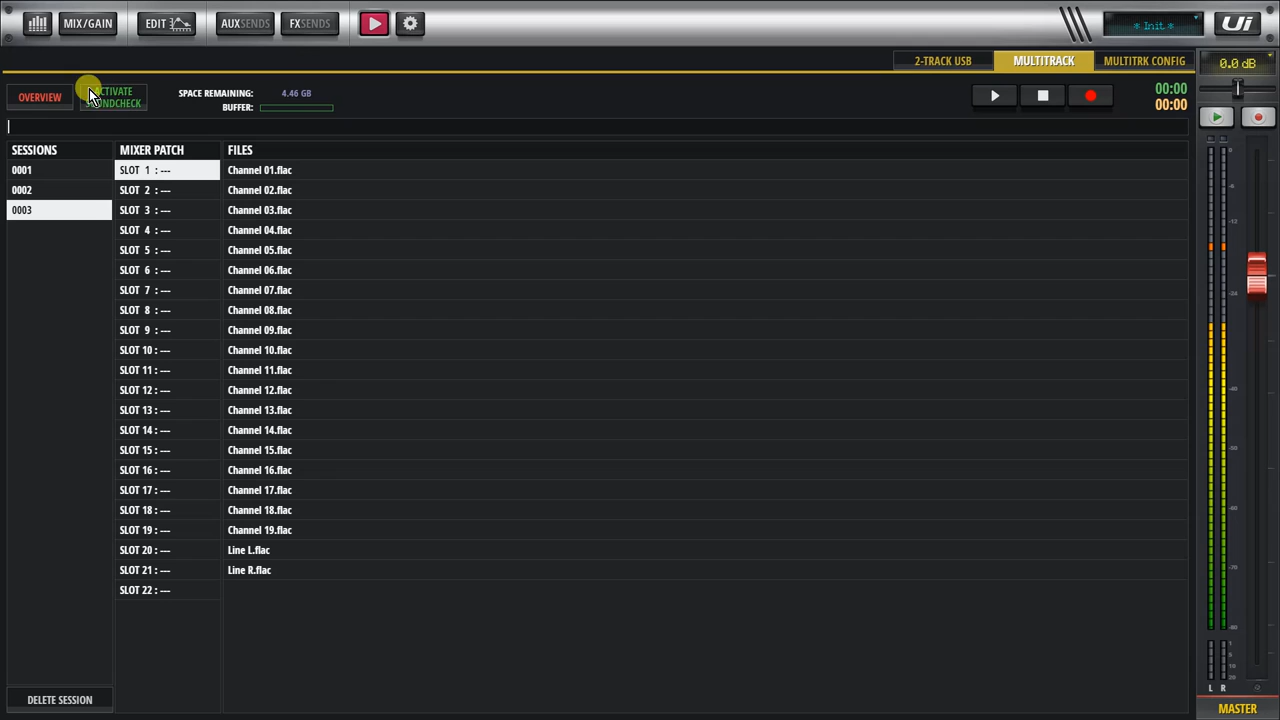 MIX/GAIN
EDIT
AUXSENDS
FXSENDS
* Init *
Ui
2-TRACK USB
MULTITRACK
MULTITRK CONFIG
0.0 dB
OVERVIEW
ACTIVATE
SOUNDCHECK
SPACE REMAINING: 4.46 GB
BUFFER:
00:00
00:00
SESSIONS MIXER PATCH FILES
0001 SLOT 1 : --- Channel 01.flac
0002 SLOT 2 : --- Channel 02.flac
0003 SLOT 3 : --- Channel 03.flac
SLOT 4 : --- Channel 04.flac
SLOT 5 : --- Channel 05.flac
SLOT 6 : --- Channel 06.flac
SLOT 7 : --- Channel 07.flac
SLOT 8 : --- Channel 08.flac
SLOT 9 : --- Channel 09.flac
SLOT 10 : --- Channel 10.flac
SLOT 11 : --- Channel 11.flac
SLOT 12 : --- Channel 12.flac
SLOT 13 : --- Channel 13.flac
SLOT 14 : --- Channel 14.flac
SLOT 15 : --- Channel 15.flac
SLOT 16 : --- Channel 16.flac
SLOT 17 : --- Channel 17.flac
SLOT 18 : --- Channel 18.flac
SLOT 19 : --- Channel 19.flac
SLOT 20 : --- Line L.flac
SLOT 21 : --- Line R.flac
SLOT 22 : ---
DELETE SESSION
L R
MASTER